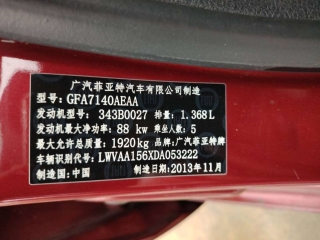 广汽菲亚特汽车有限公司制造
型号: GFA7140AEAA
发动机型号: 343B0027 排量: 1.368L
发动机最大净功率: 88 kw 乘坐人数: 5
最大允许总质量: 1920kg 品牌:广汽菲亚特牌
车辆识别代号: LWVAA156XDA053222
制造国: 中国 制造日期: 2013年11月